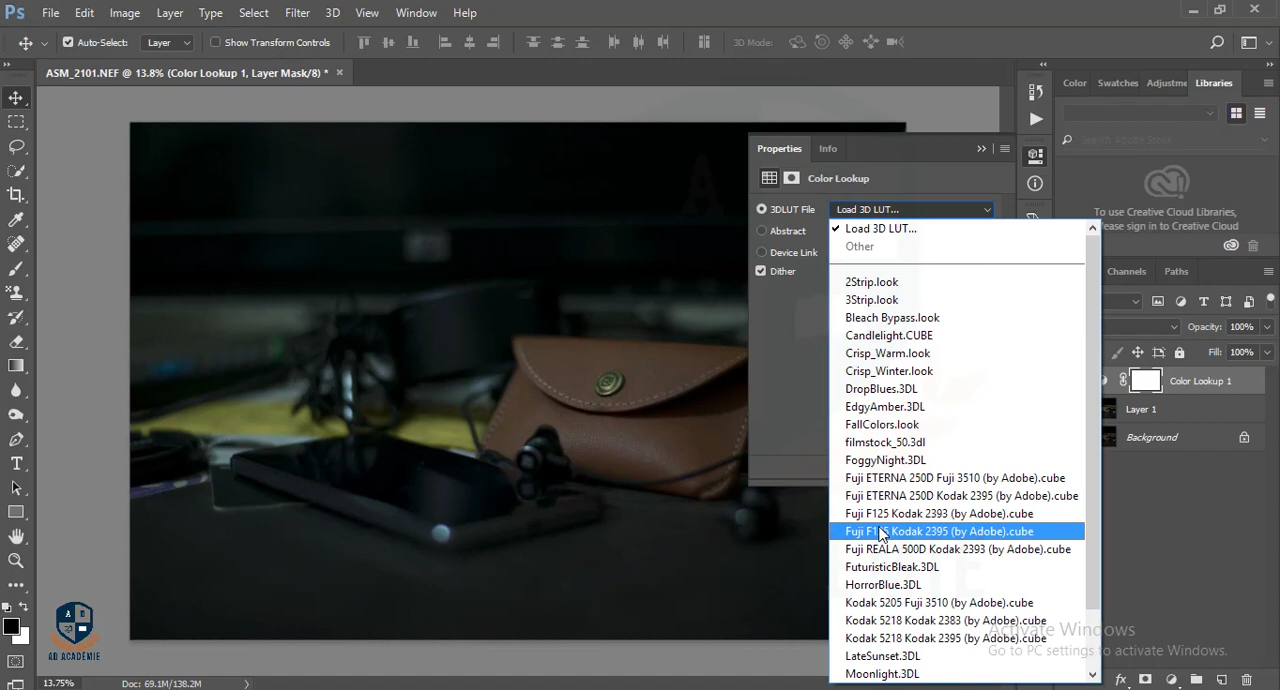 Ps File Edit Image Layer Type Select Filter 3D View Window Help
Auto-Select: Layer Show Transform Controls 3D Mode:
ASM_2101.NEF @ 13.8% (Color Lookup 1, Layer Mask/8) *
Color Swatches Adjustme Libraries
Search Adobe Stock
To use Creative Cloud Libraries,
please sign in to Creative Cloud
Properties Info
Color Lookup
3DLUT File Load 3D LUT...
Abstract
Device Link
Dither
Load 3D LUT...
Other
2Strip.look
3Strip.look
Bleach Bypass.look
Candlelight.CUBE
Crisp_Warm.look
Crisp_Winter.look
DropBlues.3DL
EdgyAmber.3DL
FallColors.look
filmstock_50.3dl
FoggyNight.3DL
Fuji ETERNA 250D Fuji 3510 (by Adobe).cube
Fuji ETERNA 250D Kodak 2395 (by Adobe).cube
Fuji F125 Kodak 2393 (by Adobe).cube
Fuji F125 Kodak 2395 (by Adobe).cube
Fuji REALA 500D Kodak 2393 (by Adobe).cube
FuturisticBleak.3DL
HorrorBlue.3DL
Kodak 5205 Fuji 3510 (by Adobe).cube
Kodak 5218 Kodak 2383 (by Adobe).cube
Kodak 5218 Kodak 2395 (by Adobe).cube
LateSunset.3DL
Moonlight.3DL
Channels Paths
Opacity: 100%
Fill: 100%
Color Lookup 1
Layer 1
Background
Activate Windows
Go to PC settings to activate Windows.
A D
AD ACADEMIE
13.75% Doc: 69.1M/138.2M